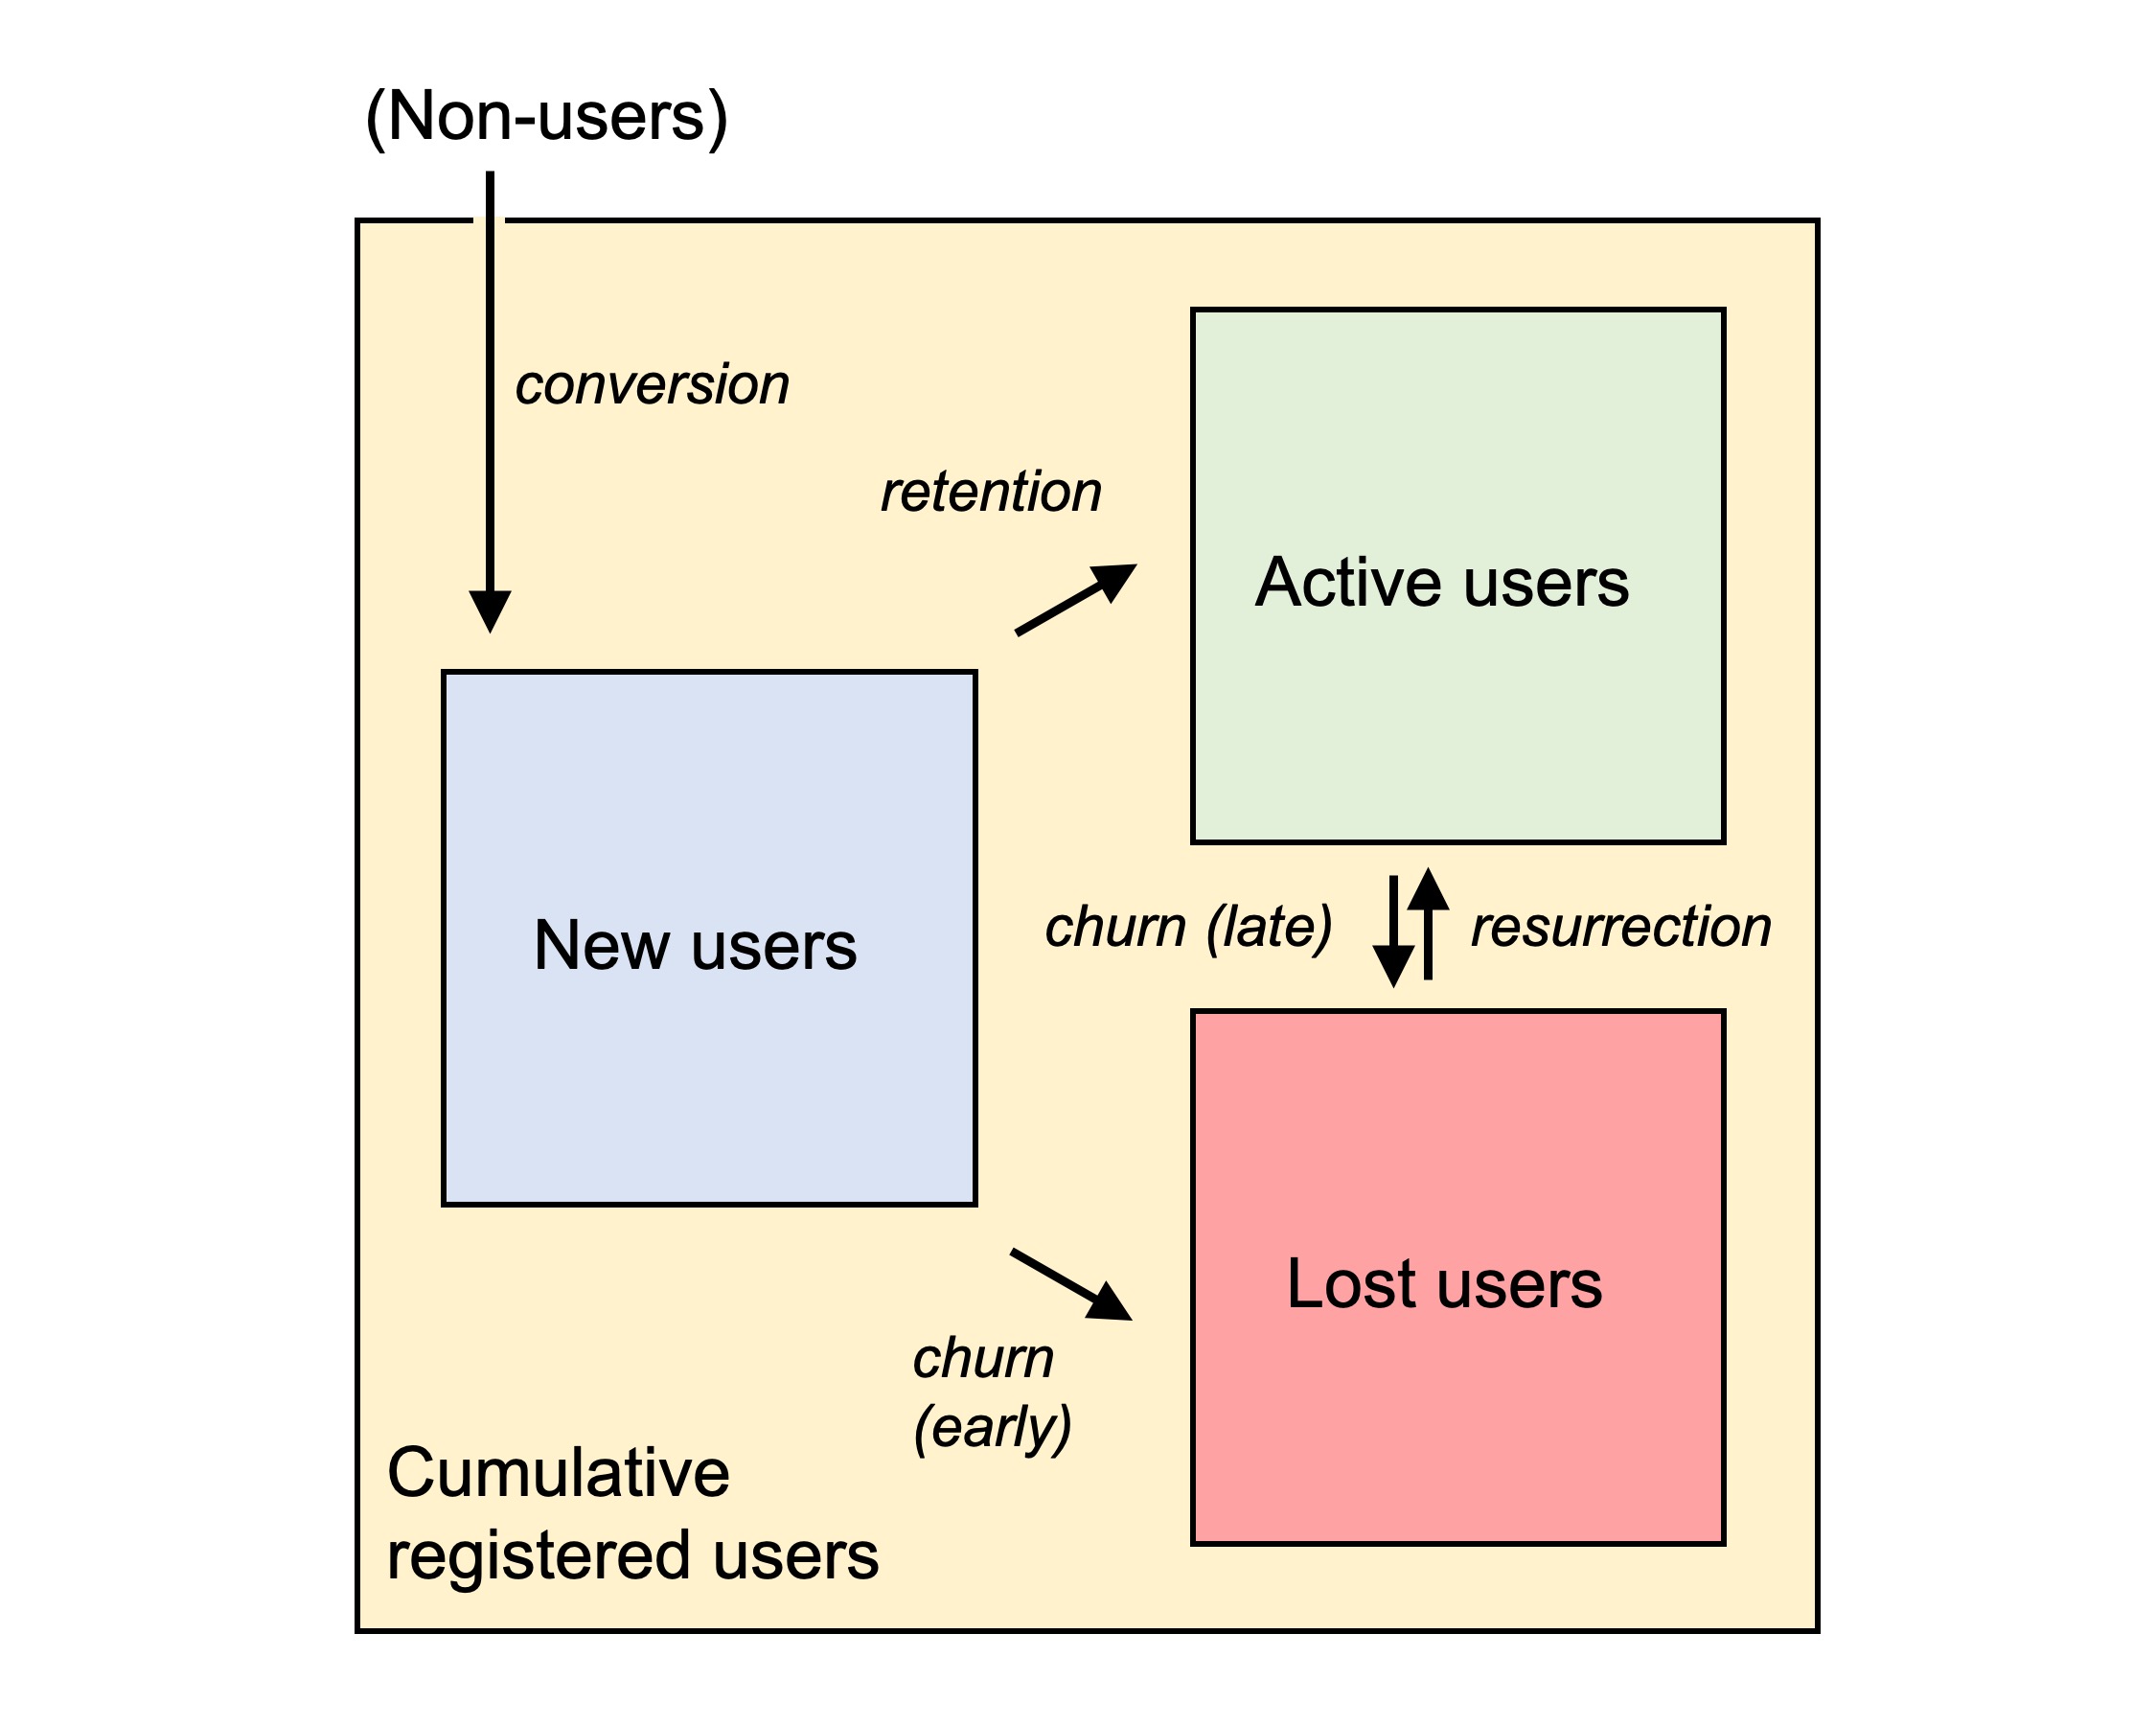 (Non-users)
conversion
retention
Active users
New users
churn (late)
resurrection
Lost users
churn
(early)
Cumulative
registered users